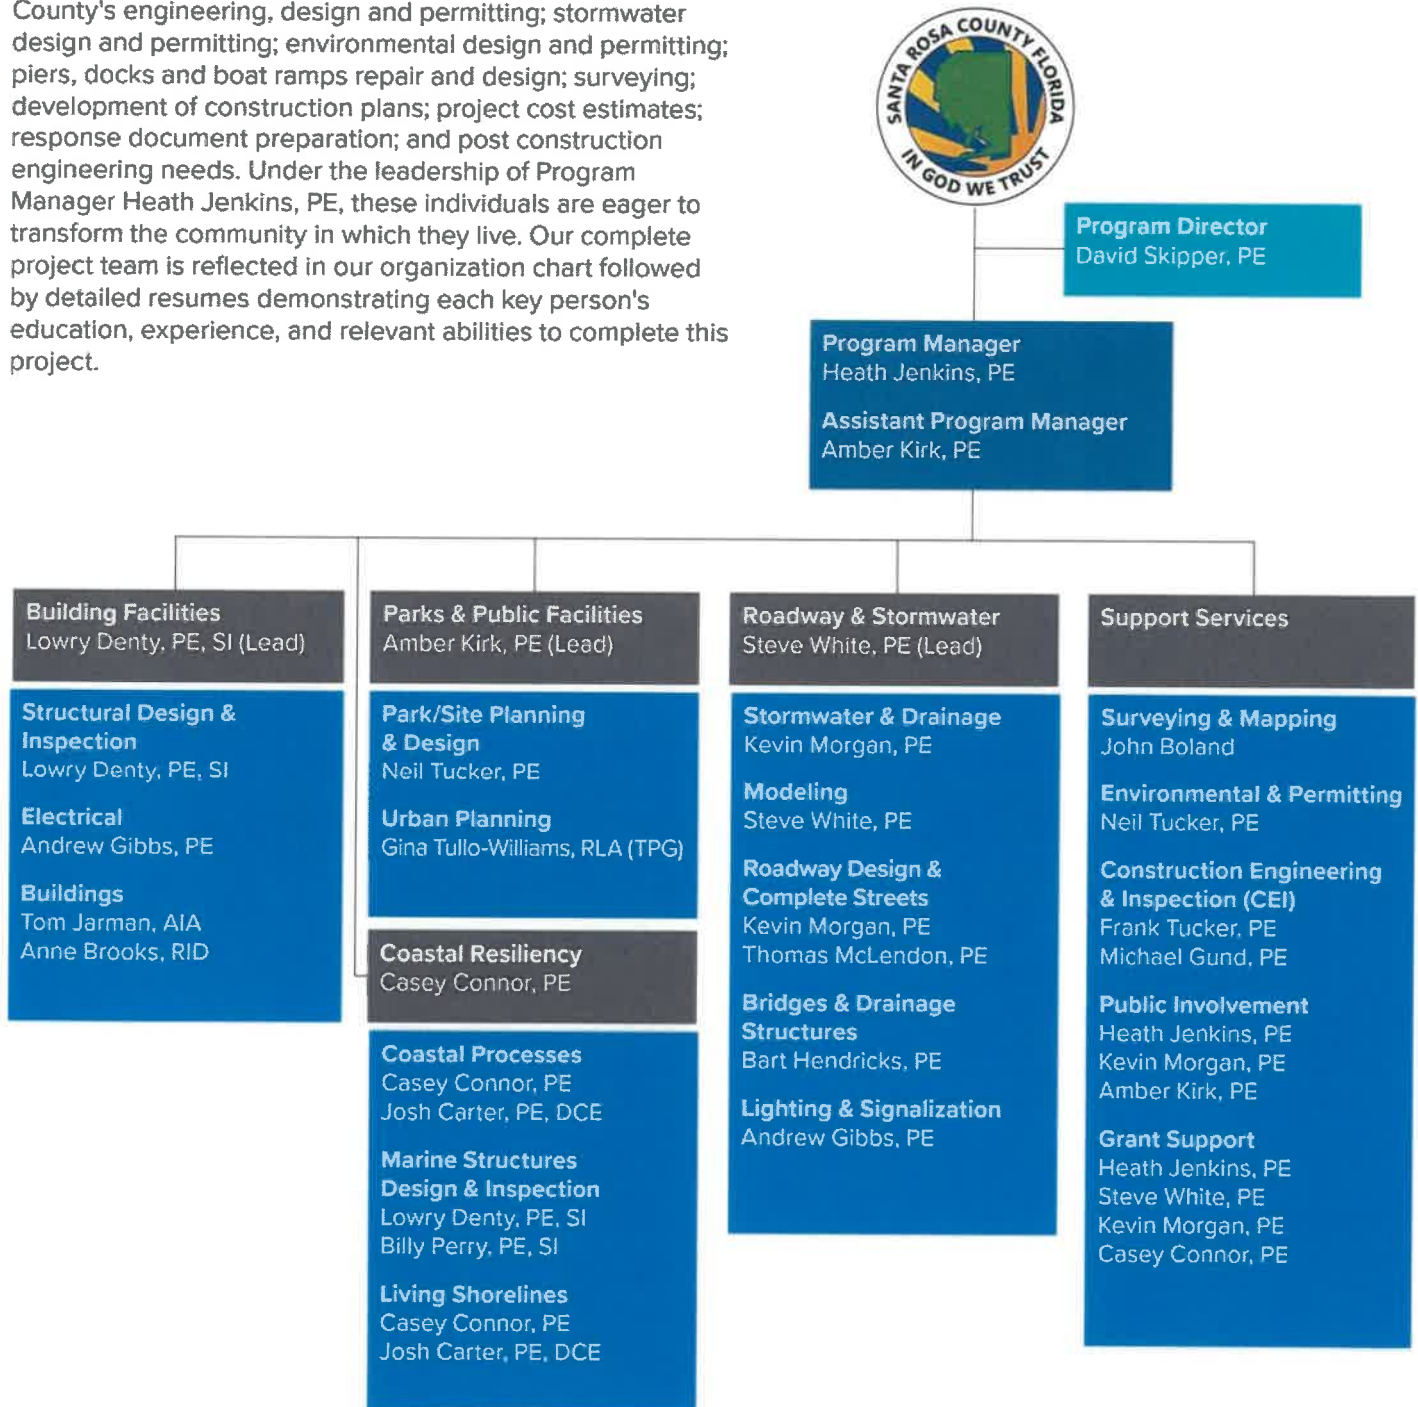 County's engineering, design and permitting; stormwater
design and permitting; environmental design and permitting;
piers, docks and boat ramps repair and design; surveying;
development of construction plans; project cost estimates;
response document preparation; and post construction
engineering needs. Under the leadership of Program
Manager Heath Jenkins, PE, these individuals are eager to
transform the community in which they live. Our complete
project team is reflected in our organization chart followed
by detailed resumes demonstrating each key person's
education, experience, and relevant abilities to complete this
project.
SANTA ROSA COUNTY FLORIDA
IN GOD WE TRUST
Program Director
David Skipper, PE
Program Manager
Heath Jenkins, PE
Assistant Program Manager
Amber Kirk, PE
Building Facilities
Lowry Denty, PE, SI (Lead)
Structural Design &
Inspection
Lowry Denty, PE, SI
Electrical
Andrew Gibbs, PE
Buildings
Tom Jarman, AIA
Anne Brooks, RID
Parks & Public Facilities
Amber Kirk, PE (Lead)
Park/Site Planning
& Design
Neil Tucker, PE
Urban Planning
Gina Tullo-Williams, RLA (TPG)
Coastal Resiliency
Casey Connor, PE
Coastal Processes
Casey Connor, PE
Josh Carter, PE, DCE
Marine Structures
Design & Inspection
Lowry Denty, PE, SI
Billy Perry, PE, SI
Living Shorelines
Casey Connor, PE
Josh Carter, PE, DCE
Roadway & Stormwater
Steve White, PE (Lead)
Stormwater & Drainage
Kevin Morgan, PE
Modeling
Steve White, PE
Roadway Design &
Complete Streets
Kevin Morgan, PE
Thomas McLendon, PE
Bridges & Drainage
Structures
Bart Hendricks, PE
Lighting & Signalization
Andrew Gibbs, PE
Support Services
Surveying & Mapping
John Boland
Environmental & Permitting
Neil Tucker, PE
Construction Engineering
& Inspection (CEI)
Frank Tucker, PE
Michael Gund, PE
Public Involvement
Heath Jenkins, PE
Kevin Morgan, PE
Amber Kirk, PE
Grant Support
Heath Jenkins, PE
Steve White, PE
Kevin Morgan, PE
Casey Connor, PE